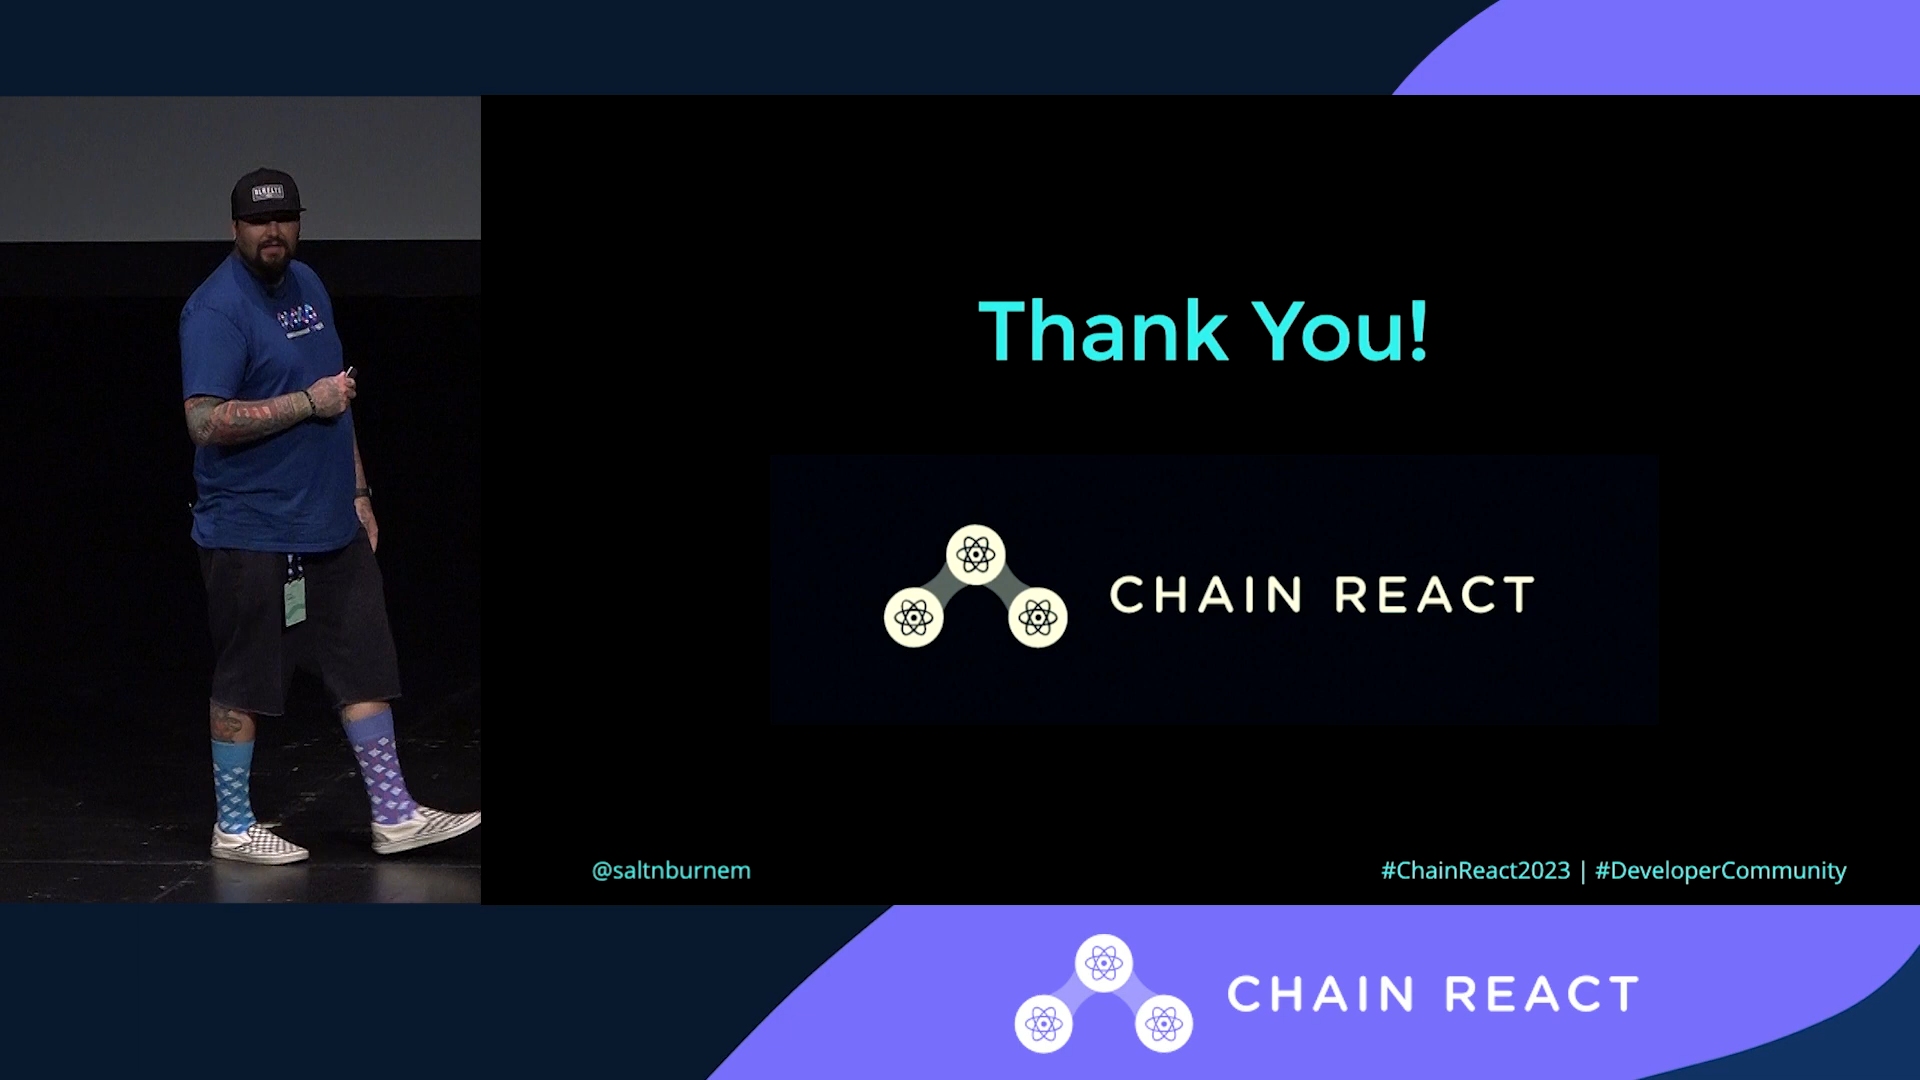 Thank You!
CHAIN REACT
@saltnburnem
#ChainReact2023 | #DeveloperCommunity
CHAIN REACT